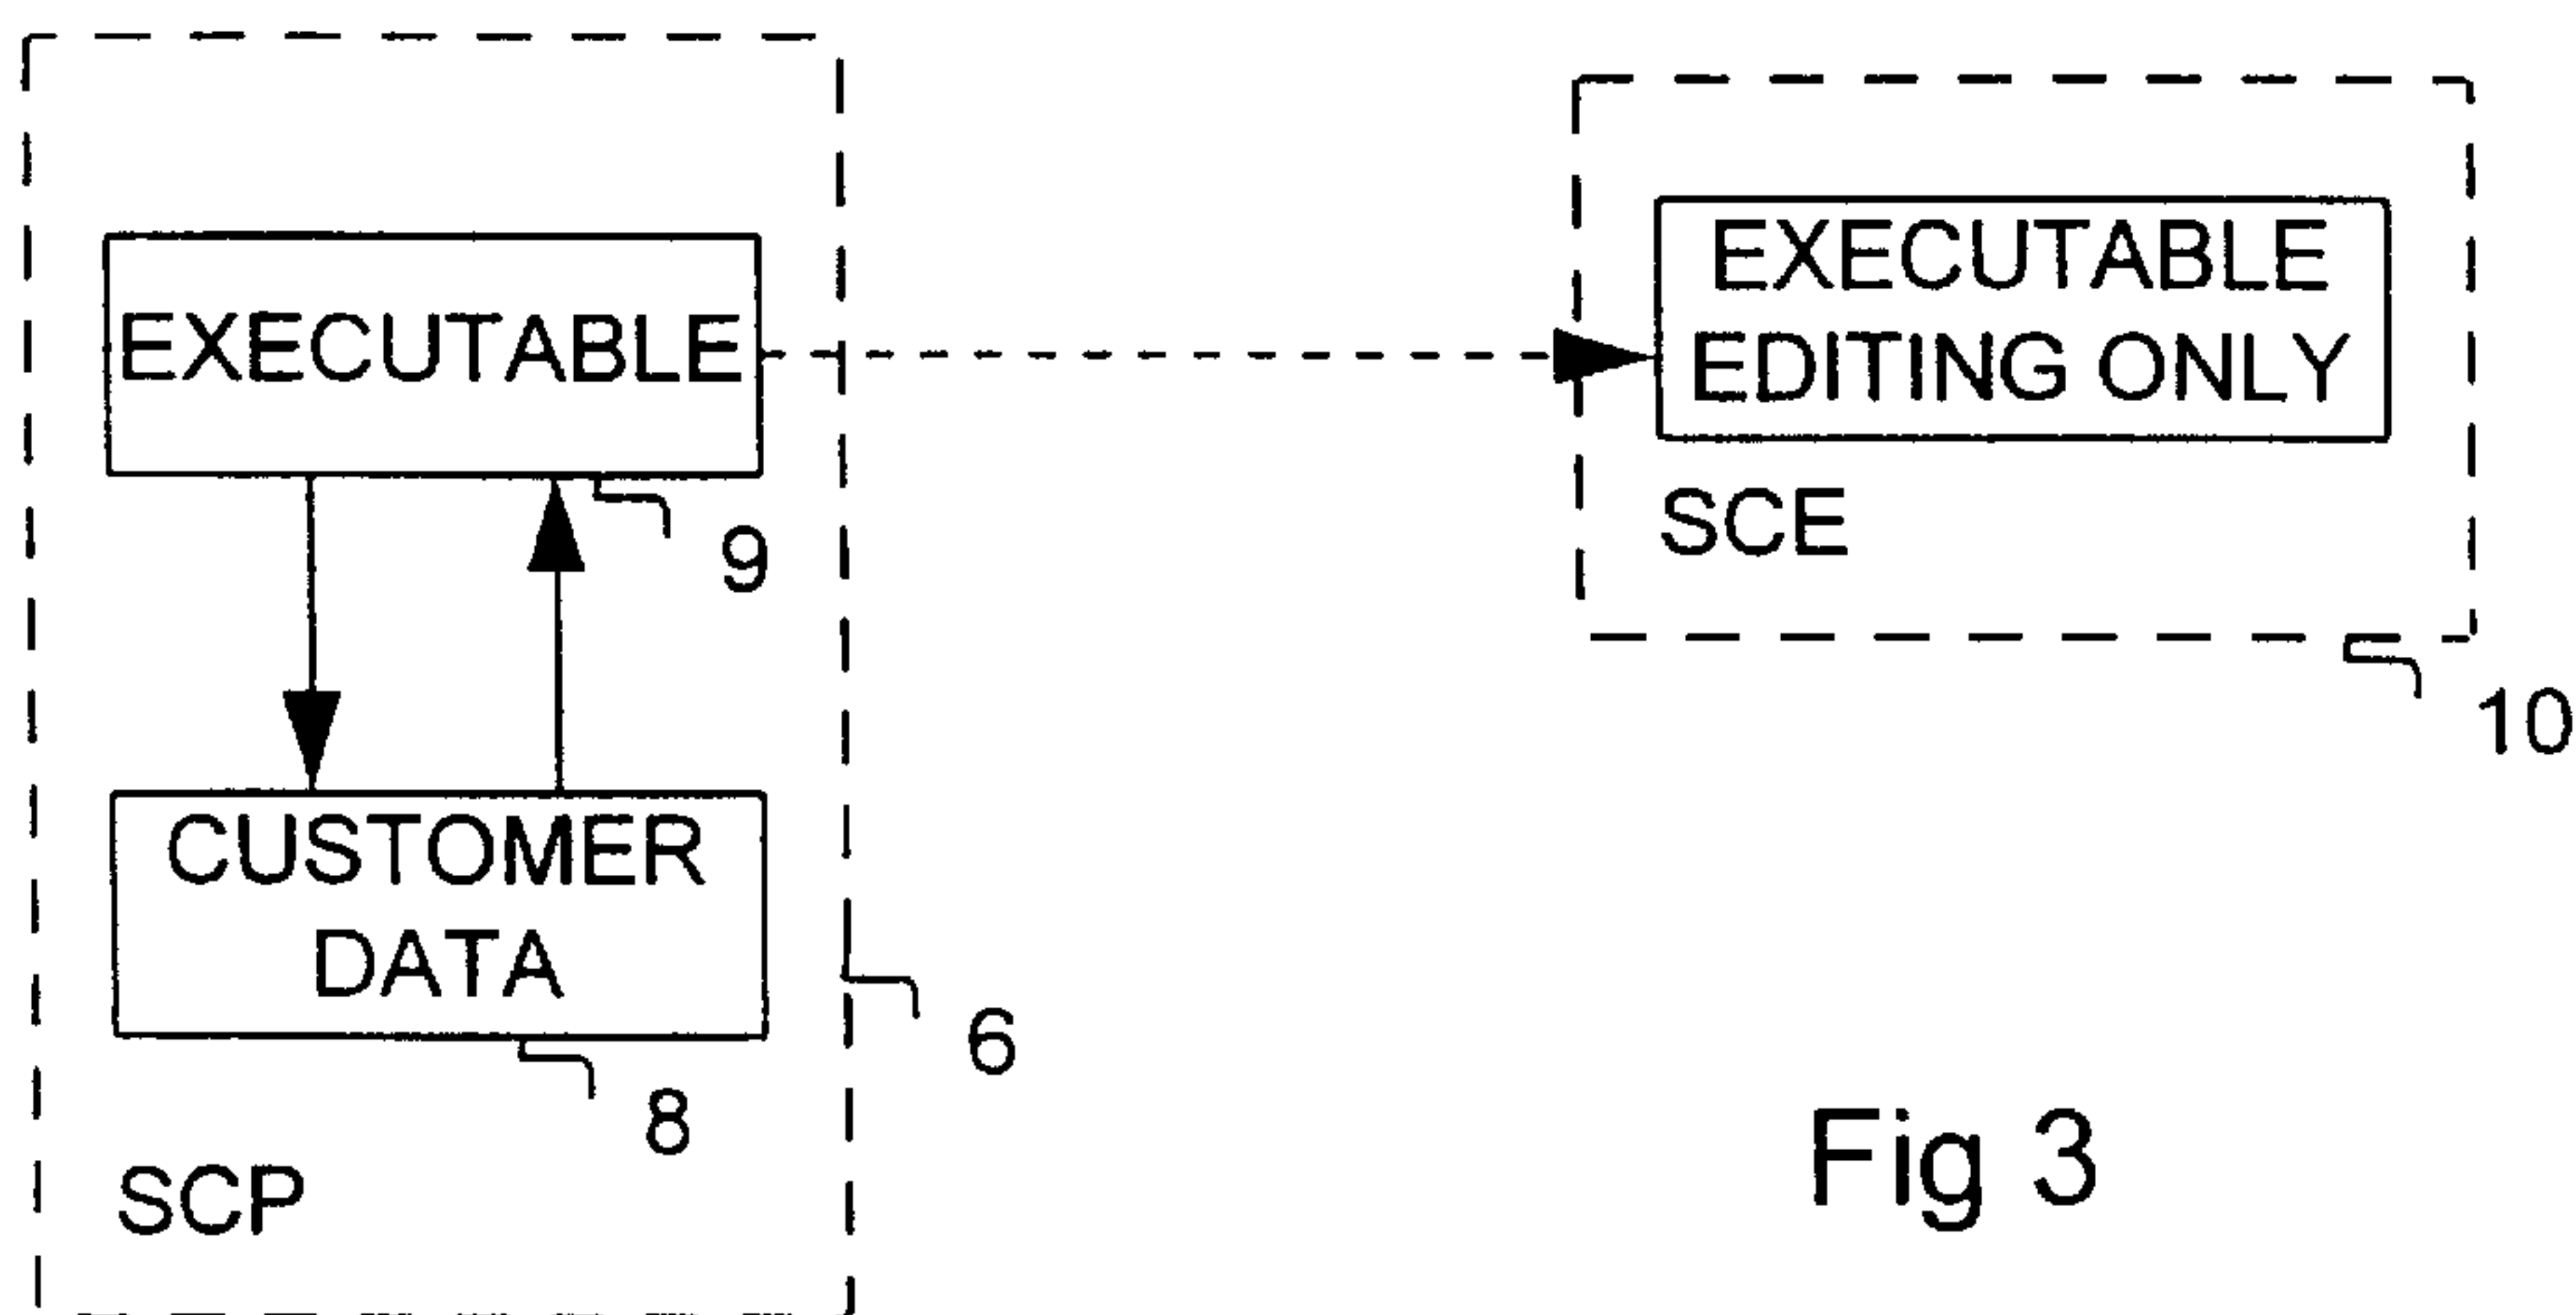 EXECUTABLE
9
CUSTOMER
DATA
8
6
SCP
EXECUTABLE
EDITING ONLY
SCE
10
Fig 3